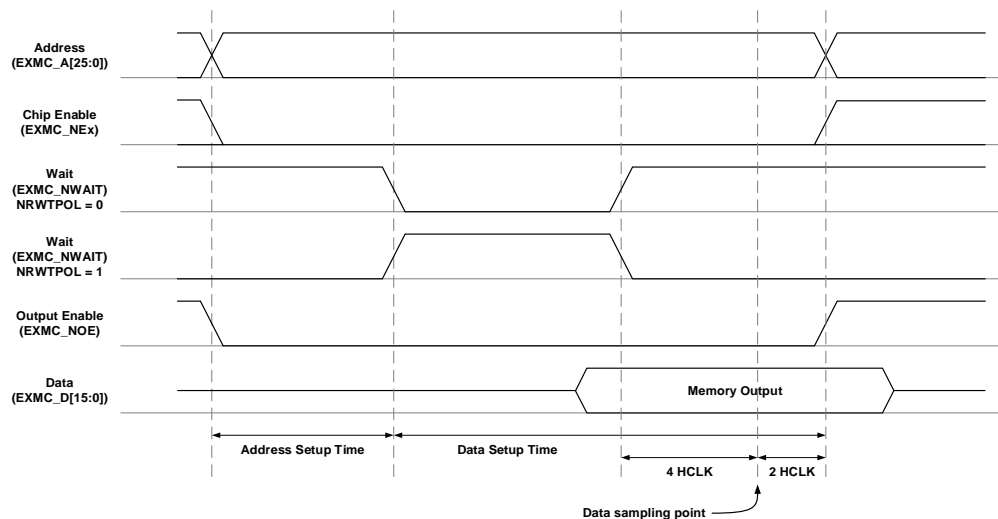 Address
(EXMC_A[25:0])
Chip Enable
(EXMC_NEx)
Wait
(EXMC_NWAIT)
NRWTPOL = 0
Wait
(EXMC_NWAIT)
NRWTPOL = 1
Output Enable
(EXMC_NOE)
Data
(EXMC_D[15:0])
Memory Output
Address Setup Time
Data Setup Time
4 HCLK
2 HCLK
Data sampling point